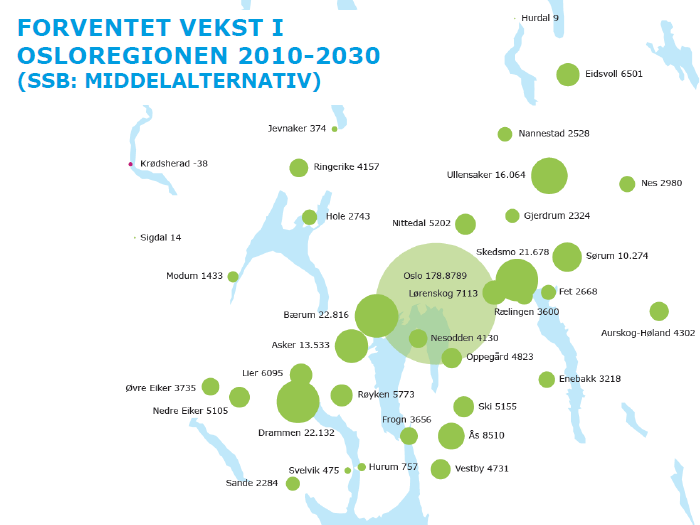 FORVENTET VEKST I
OSLOREGIONEN 2010-2030
(SSB: MIDDELALTERNATIV)
Hurdal 9
Eidsvoll 6501
Jevnaker 374
Nannestad 2528
Krødsherad -38
Ringerike 4157
Ullensaker 16.064
Nes 2980
Hole 2743
Nittedal 5202
Gjerdrum 2324
Sigdal 14
Skedsmo 21.678
Sørum 10.274
Modum 1433
Oslo 178.8789
Lørenskog 7113
Fet 2668
Rælingen 3600
Bærum 22.816
Aurskog-Høland 4302
Nesodden 4130
Asker 13.533
Oppegård 4823
Lier 6095
Enebakk 3218
Øvre Eiker 3735
Røyken 5773
Nedre Eiker 5105
Ski 5155
Frogn 3656
Drammen 22.132
Ås 8510
Svelvik 475
Hurum 757
Vestby 4731
Sande 2284